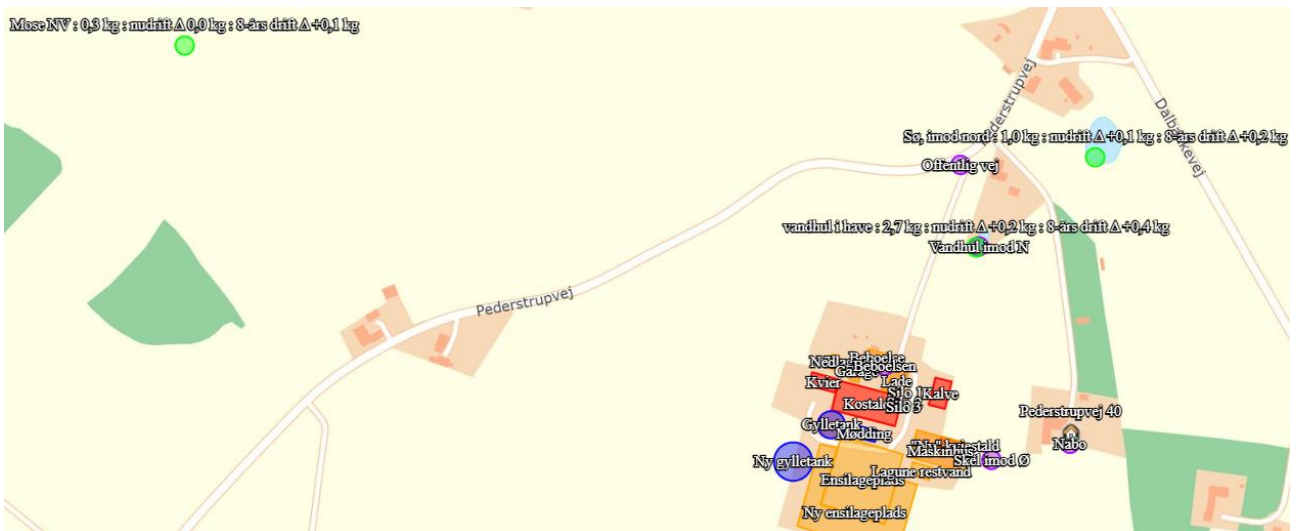 Mose NV : 0,3 kg : nudrift Δ 0,0 kg : 8-års drift Δ +0,1 kg
Pederstrupvej
Dalbakkevej
Sø, imod nord : 1,0 kg : nudrift Δ +0,1 kg : 8-års drift Δ +0,2 kg
Offentlig vej
vandhul i have : 2,7 kg : nudrift Δ +0,2 kg : 8-års drift Δ +0,4 kg
Vandhul imod N
Pederstrupvej
Beboelse
Beboelsen
Garage
Lade
Kvier
Silo 1
Kalve
Kostald
Silo 3
Pederstrupvej 40
Gylletank
Mødding
Nabo
"Ny" kviestald
Maskinhus
Ny gylletank
Skel imod Ø
Lagune restvand
Ensilageplads
Ny ensilageplads